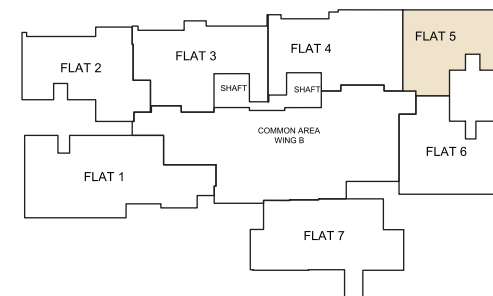 FLAT 5
FLAT 4
FLAT 3
FLAT 2
SHAFT
SHAFT
COMMON AREA
WING B
FLAT 6
FLAT 1
FLAT 7